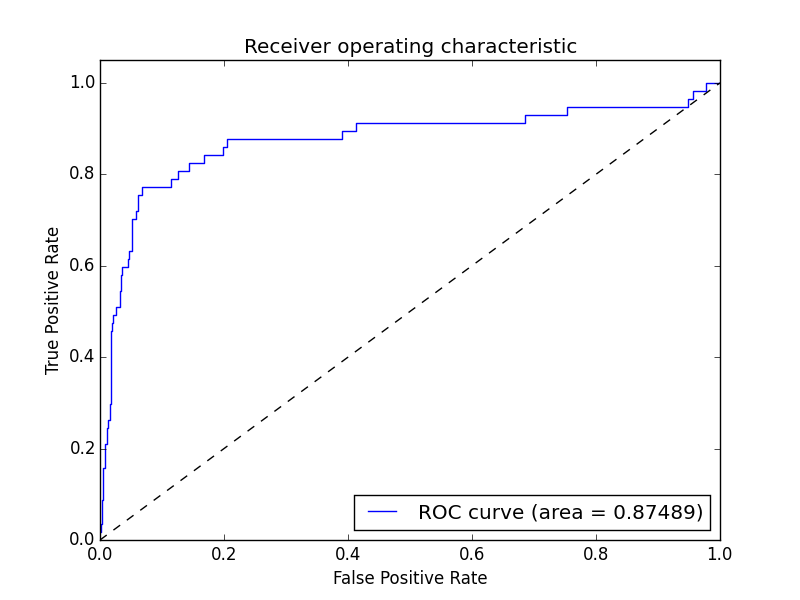 Receiver operating characteristic
1.0
0.8
0.6
0.4
0.2
0.0
True Positive Rate
ROC curve (area = 0.87489)
0.0 0.2 0.4 0.6 0.8 1.0
False Positive Rate